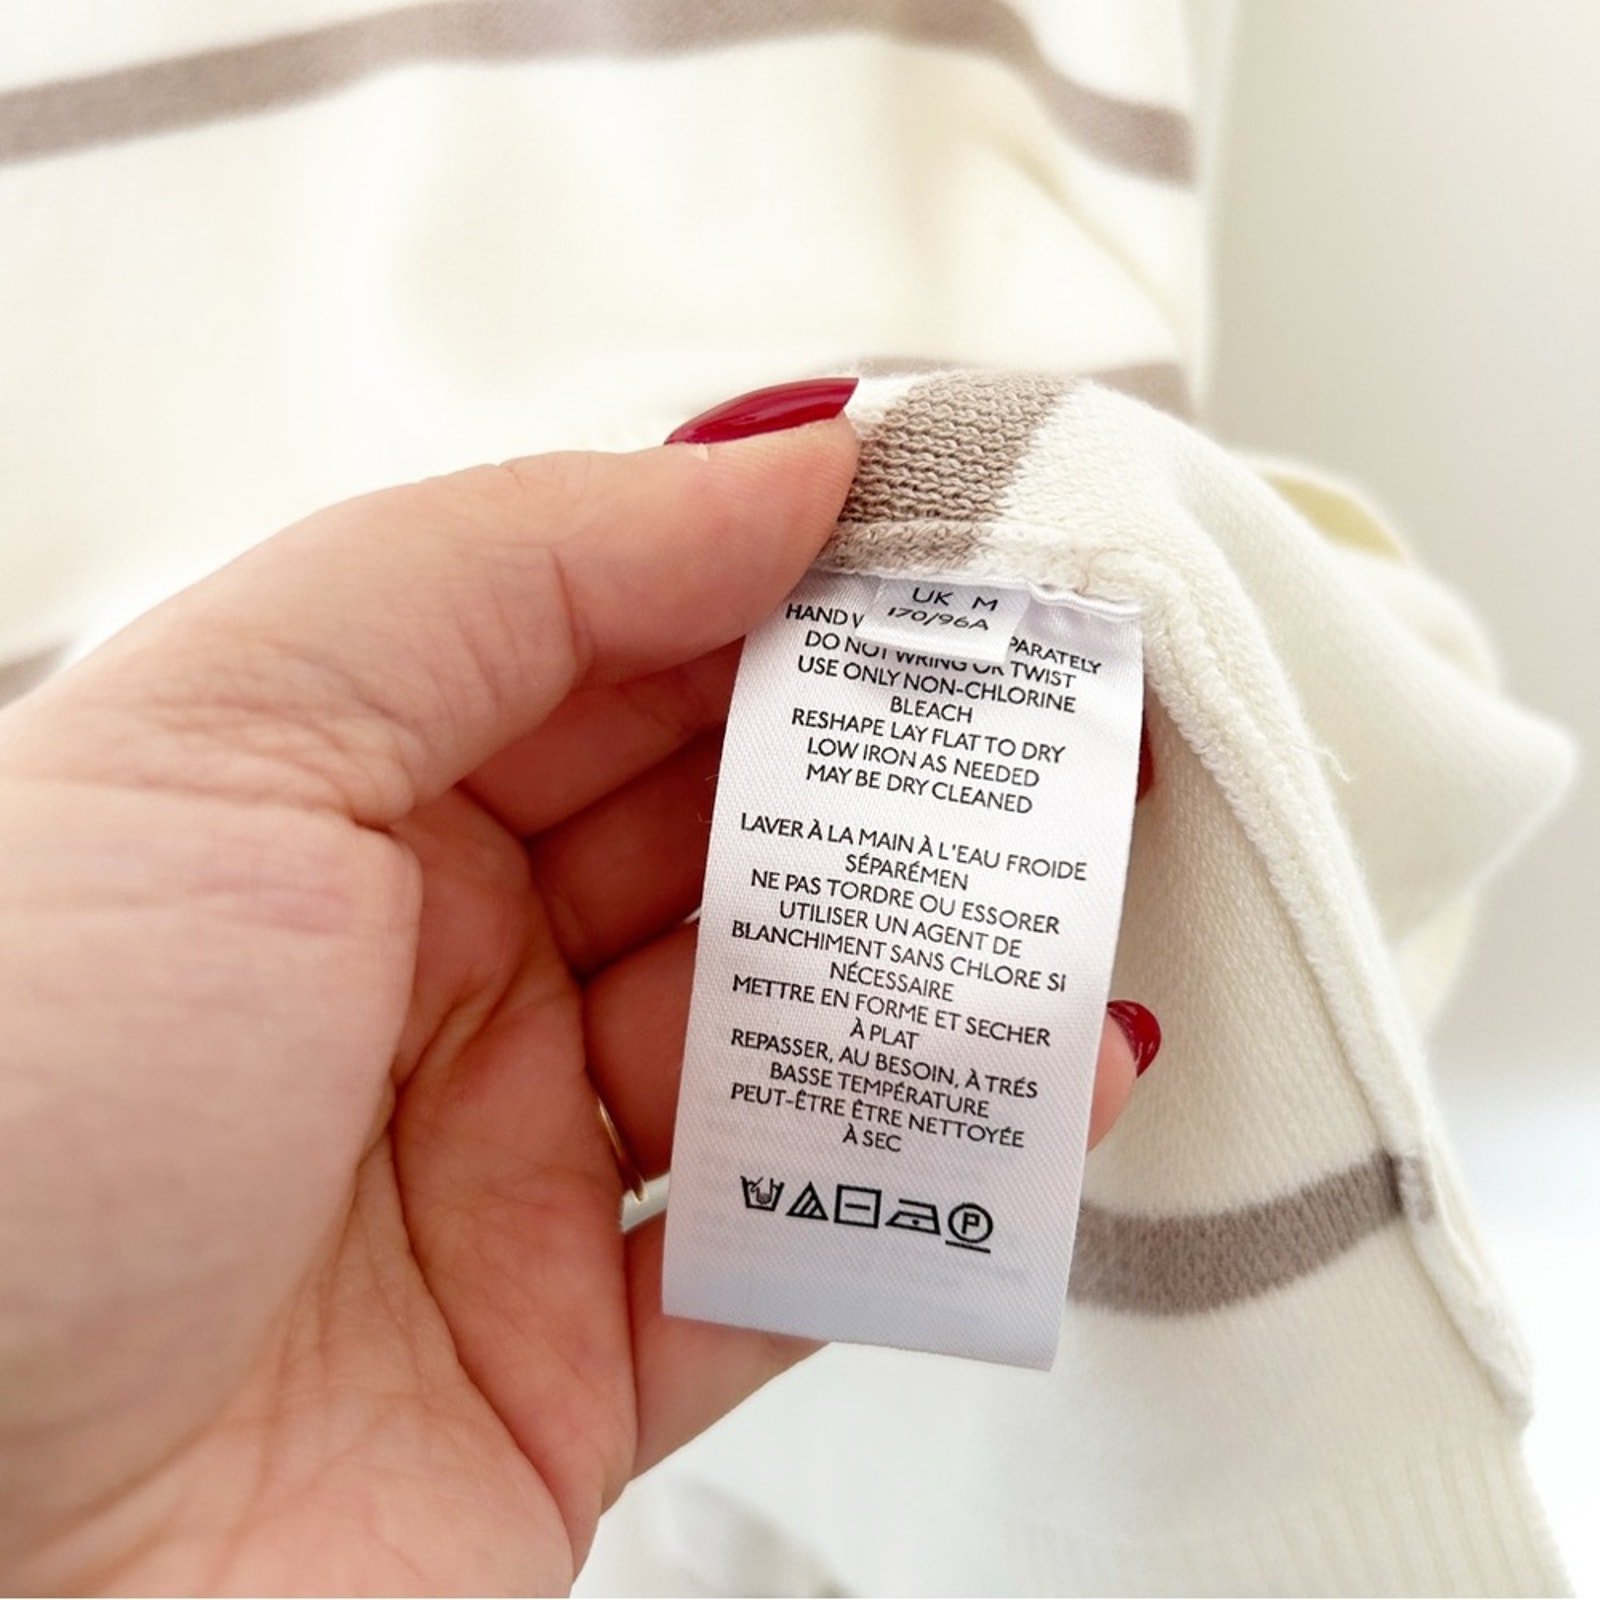 UK M
170/96A
HAND PARATELY
DO NOT WRING OR TWIST
USE ONLY NON-CHLORINE
BLEACH
RESHAPE LAY FLAT TO DRY
LOW IRON AS NEEDED
MAY BE DRY CLEANED
LAVER À LA MAIN À L'EAU FROIDE
SÉPARÉMEN
NE PAS TORDRE OU ESSORER
UTILISER UN AGENT DE
BLANCHIMENT SANS CHLORE SI
NÉCESSAIRE
METTRE EN FORME ET SECHER
À PLAT
REPASSER, AU BESOIN, À TRÉS
BASSE TEMPÉRATURE
PEUT-ÊTRE ÊTRE NETTOYÉE
À SEC
P